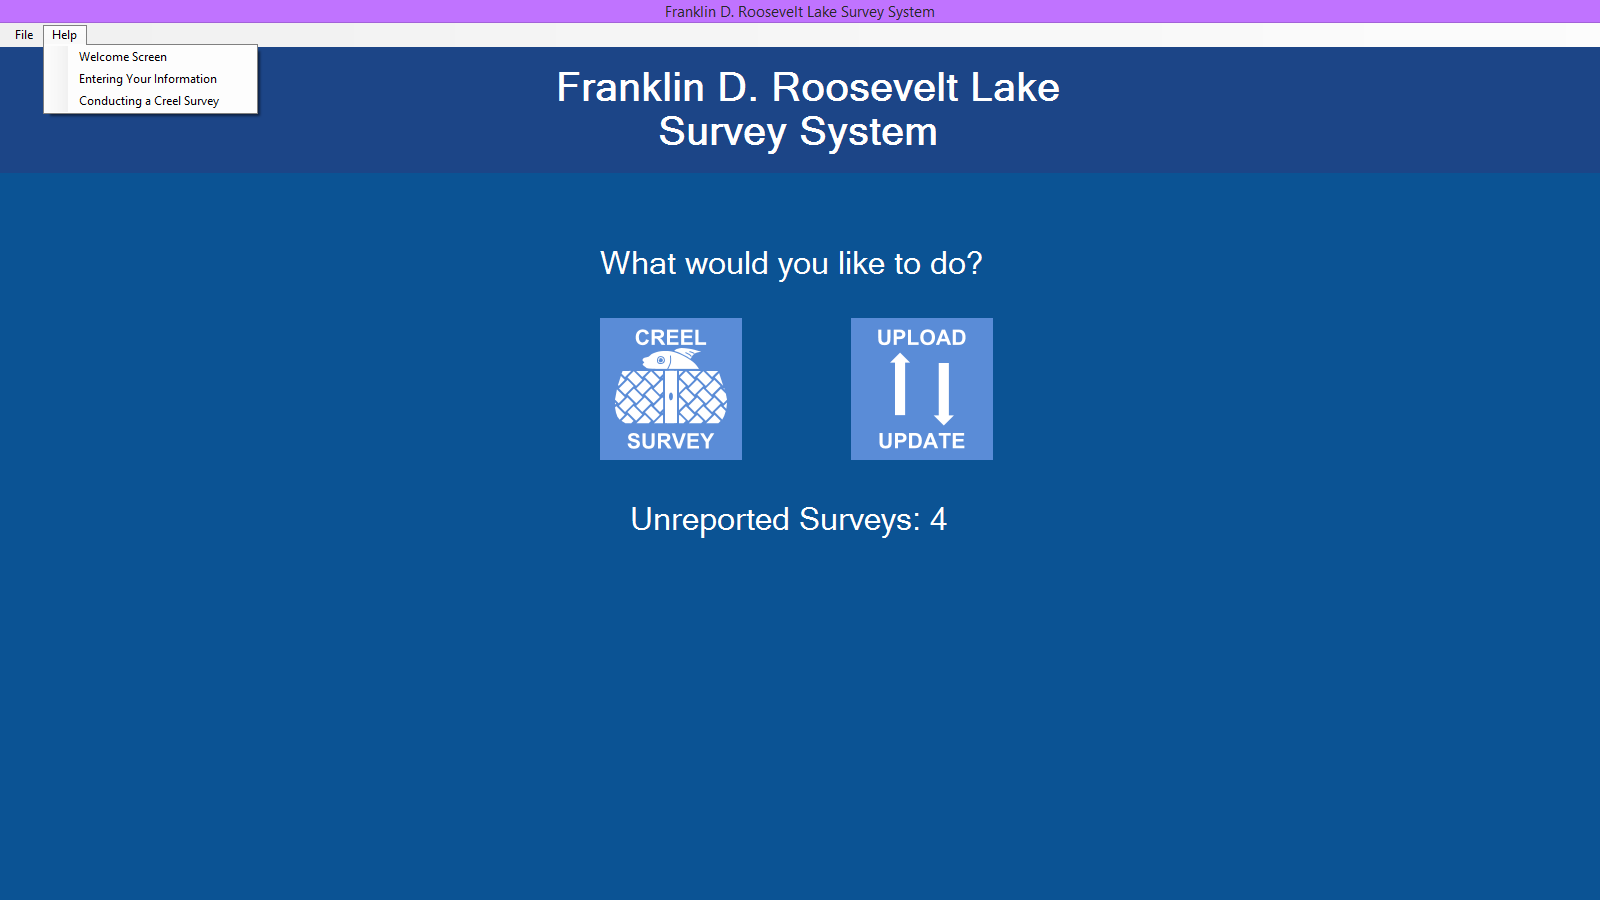 Franklin D. Roosevelt Lake Survey System
File Help
Welcome Screen
Entering Your Information
Conducting a Creel Survey
Franklin D. Roosevelt Lake
Survey System
What would you like to do?
CREEL
SURVEY
UPLOAD
UPDATE
Unreported Surveys: 4